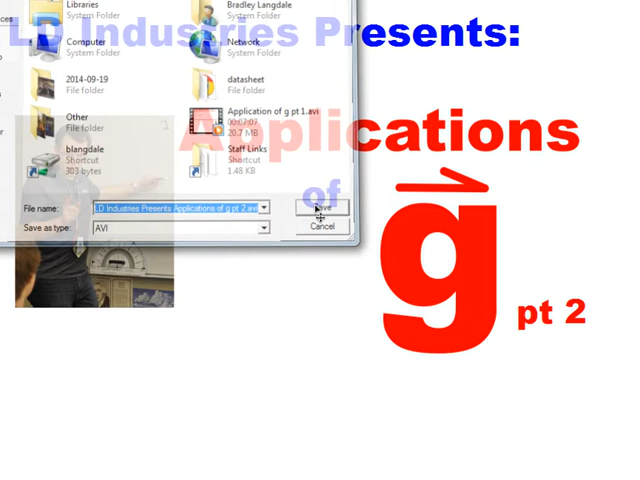 LD Industries Presents:
Libraries
System Folder
Bradley Langdale
System Folder
Computer
System Folder
Network
System Folder
2014-09-19
File folder
datasheet
File folder
Other
File folder
Application of g pt 1.avi
00:07:07
20.7 MB
blangdale
Shortcut
303 bytes
Staff Links
Shortcut
1.48 KB
Applications
of
g
pt 2
File name:
LD Industries Presents Applications of g pt 2.avi
Save
Save as type:
AVI
Cancel